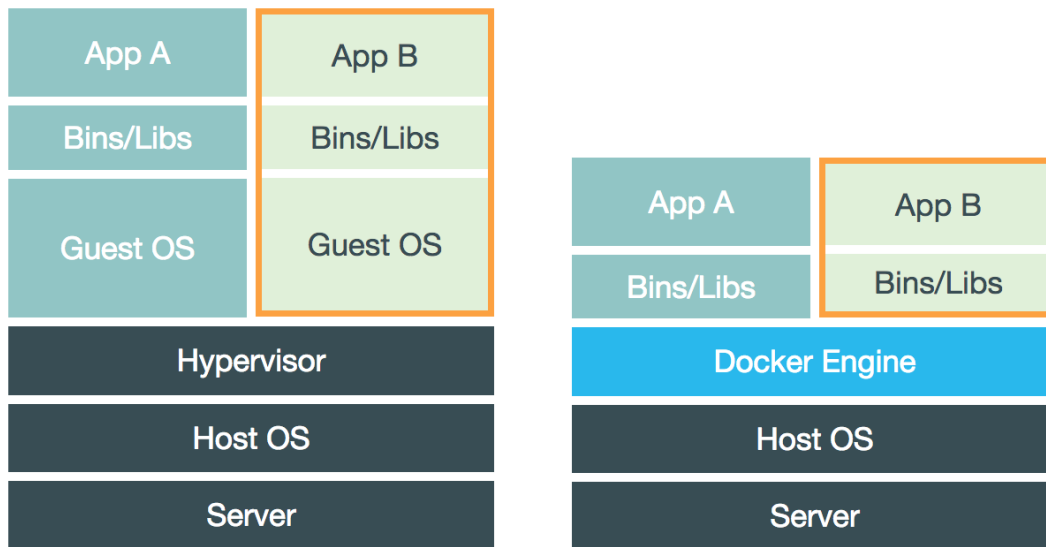 App A
App B
Bins/Libs
Bins/Libs
Guest OS
Guest OS
Hypervisor
Host OS
Server
App A
App B
Bins/Libs
Bins/Libs
Docker Engine
Host OS
Server